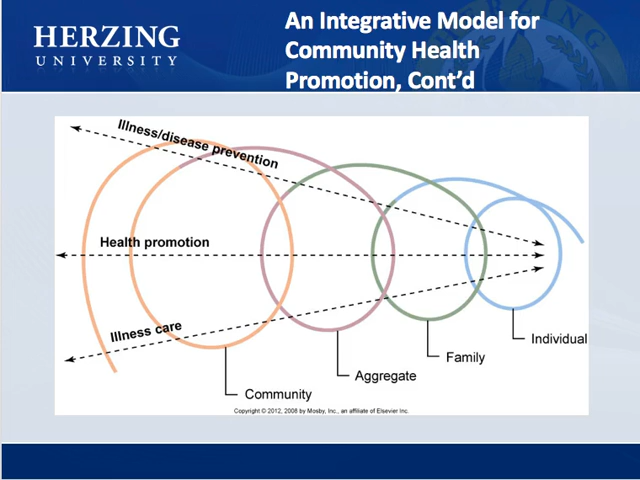 HERZING
UNIVERSITY
An Integrative Model for
Community Health
Promotion, Cont'd
Illness/disease prevention
Health promotion
Illness care
Individual
Family
Aggregate
Community
Copyright © 2012, 2008 by Mosby, Inc., an affiliate of Elsevier Inc.